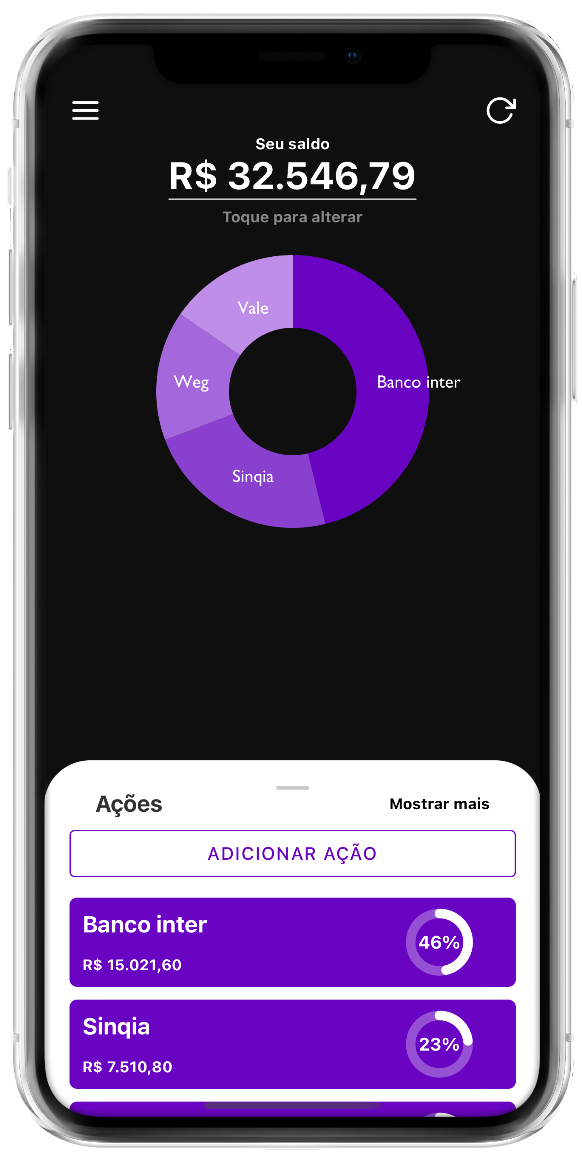 Seu saldo
R$ 32.546,79
Toque para alterar
Vale
Weg
Banco inter
Sinqia
Ações
Mostrar mais
ADICIONAR AÇÃO
Banco inter
46%
R$ 15.021,60
Sinqia
23%
R$ 7.510,80